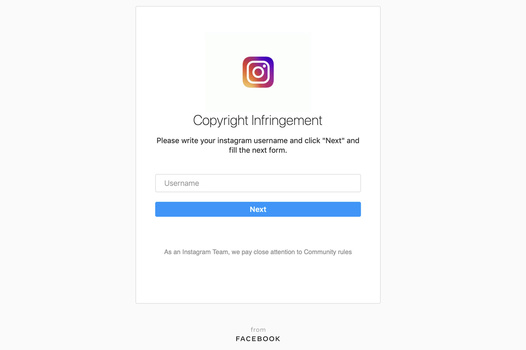 Copyright Infringement
Please write your instagram username and click "Next" and
fill the next form.
Username
Next
As an Instagram Team, we pay close attention to Community rules
from
FACEBOOK